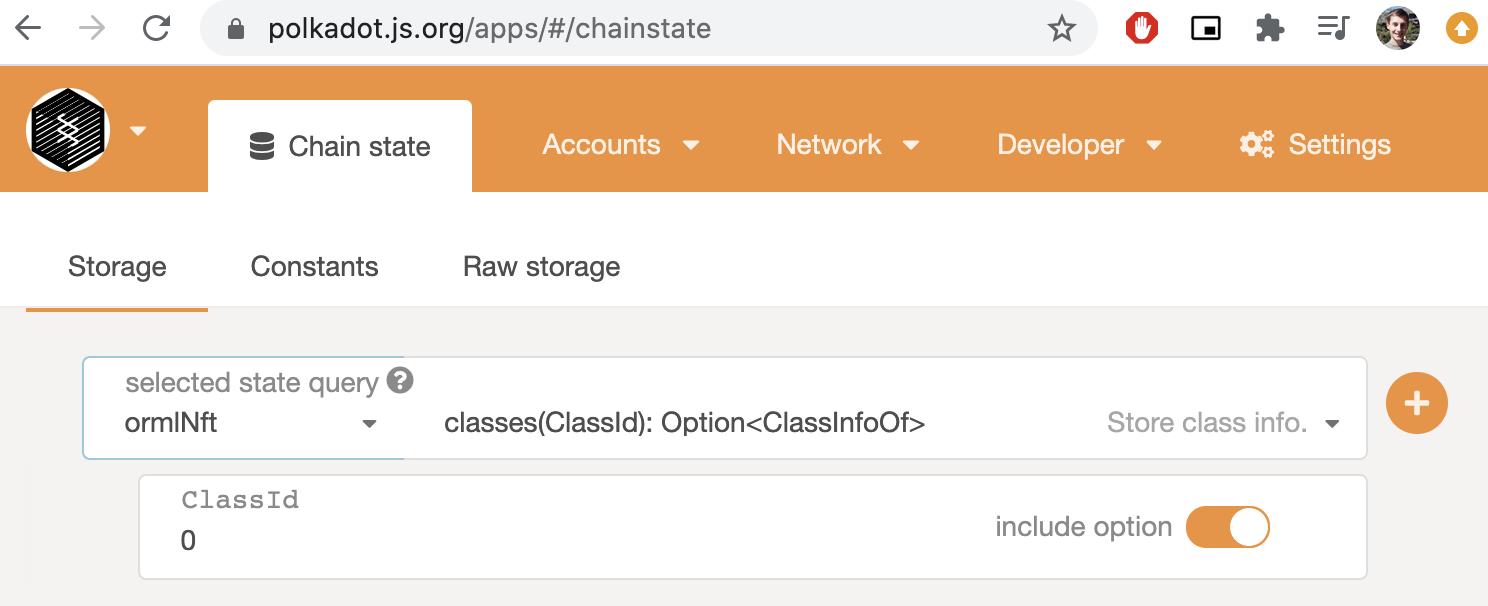 polkadot.js.org/apps/#/chainstate
Chain state Accounts Network Developer Settings
Storage Constants Raw storage
selected state query ?
ormlNft classes(ClassId): Option<ClassInfoOf> Store class info.
ClassId
0 include option